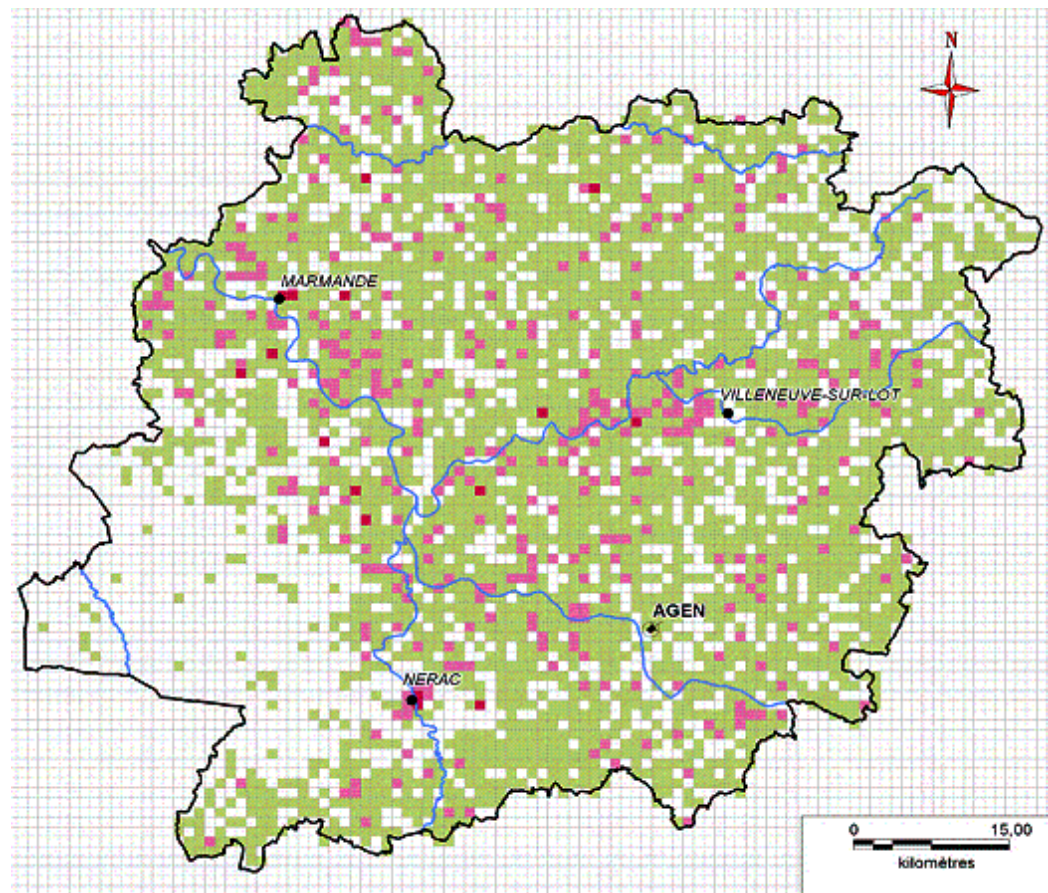 N
MARMANDE
VILLENEUVE-SUR-LOT
AGEN
NERAC
0 15,00
kilomètres